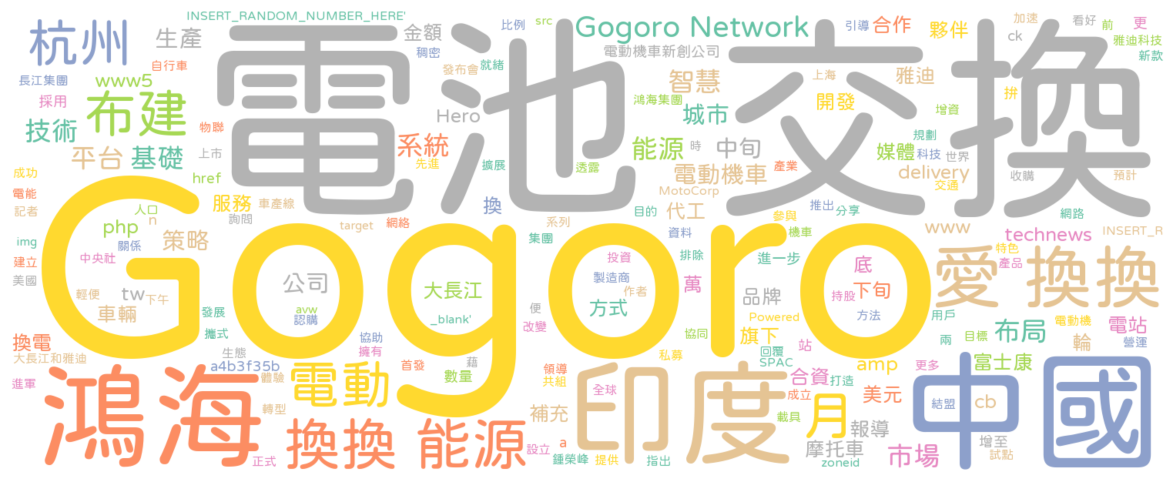 INSERT_RANDOM_NUMBER_HERE'
杭州
生產
金額
稠密
比例
src
Gogoro Network
引導
合作
夥伴
加速
看好
前
更
雅迪科技
新款
ck
電池交換
長江集團
自行車
www5
採用
布建
技術
物聯
平台
基礎
上市
成功
電能
記者
href
發布會
就緒
電動機車新創公司
Hero
系統
先進
擴展
鴻海集團
智慧
城市
能源
時
中旬
透露
電動機車
MotoCorp
上海
開發
產業
雅迪
增資
拚
規劃
媒體
科技
世界
delivery
交通
收購
預計
Gogoro
人口
n
服務
詢問
車產線
換
網絡
系列
目的
代工
參與
推出
分享
機車
www
網路
technews
INSERT_R
php
關係
策略
target
集團
資料
排除
進一步
特色
產品
img
建立
美國
中央社
輕便
tw
下午
車輛
發展
攜式
公司
avw
認購
大長江
_blank'
便
改變
投資
製造商
作者
方式
萬
協同
品牌
Powered
旗下
底
持股
下旬
方法
用戶
兩
目標
愛
換換
電動機
輪
電站
營運
換電
大長江和雅迪
進軍
生態
a4b3f35b
體驗
轉型
協助
擁有
首發
藉
數量
領導
共組
私募
站
回覆
SPAC
合資
打造
成立
載具
amp
更多
布局
富士康
美元
鴻海
電動
換換
能源
正式
補充
設立
a
鍾榮峰
提供
全球
指出
印度
月
報導
摩托車
zoneid
市場
中國
結盟
cb
增至
試點